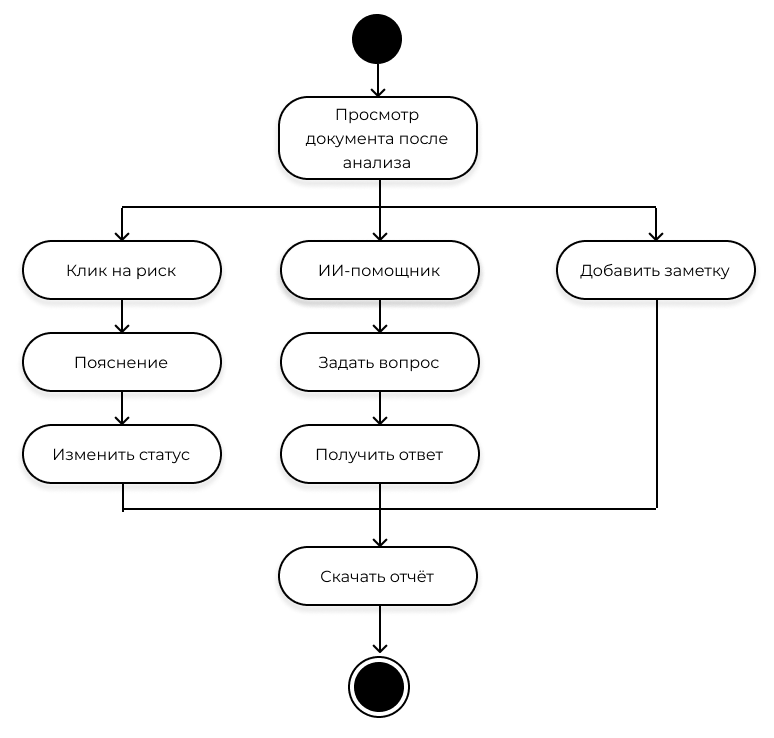 Просмотр
документа после
анализа
Клик на риск
ИИ-помощник
Добавить заметку
Пояснение
Задать вопрос
Изменить статус
Получить ответ
Скачать отчёт